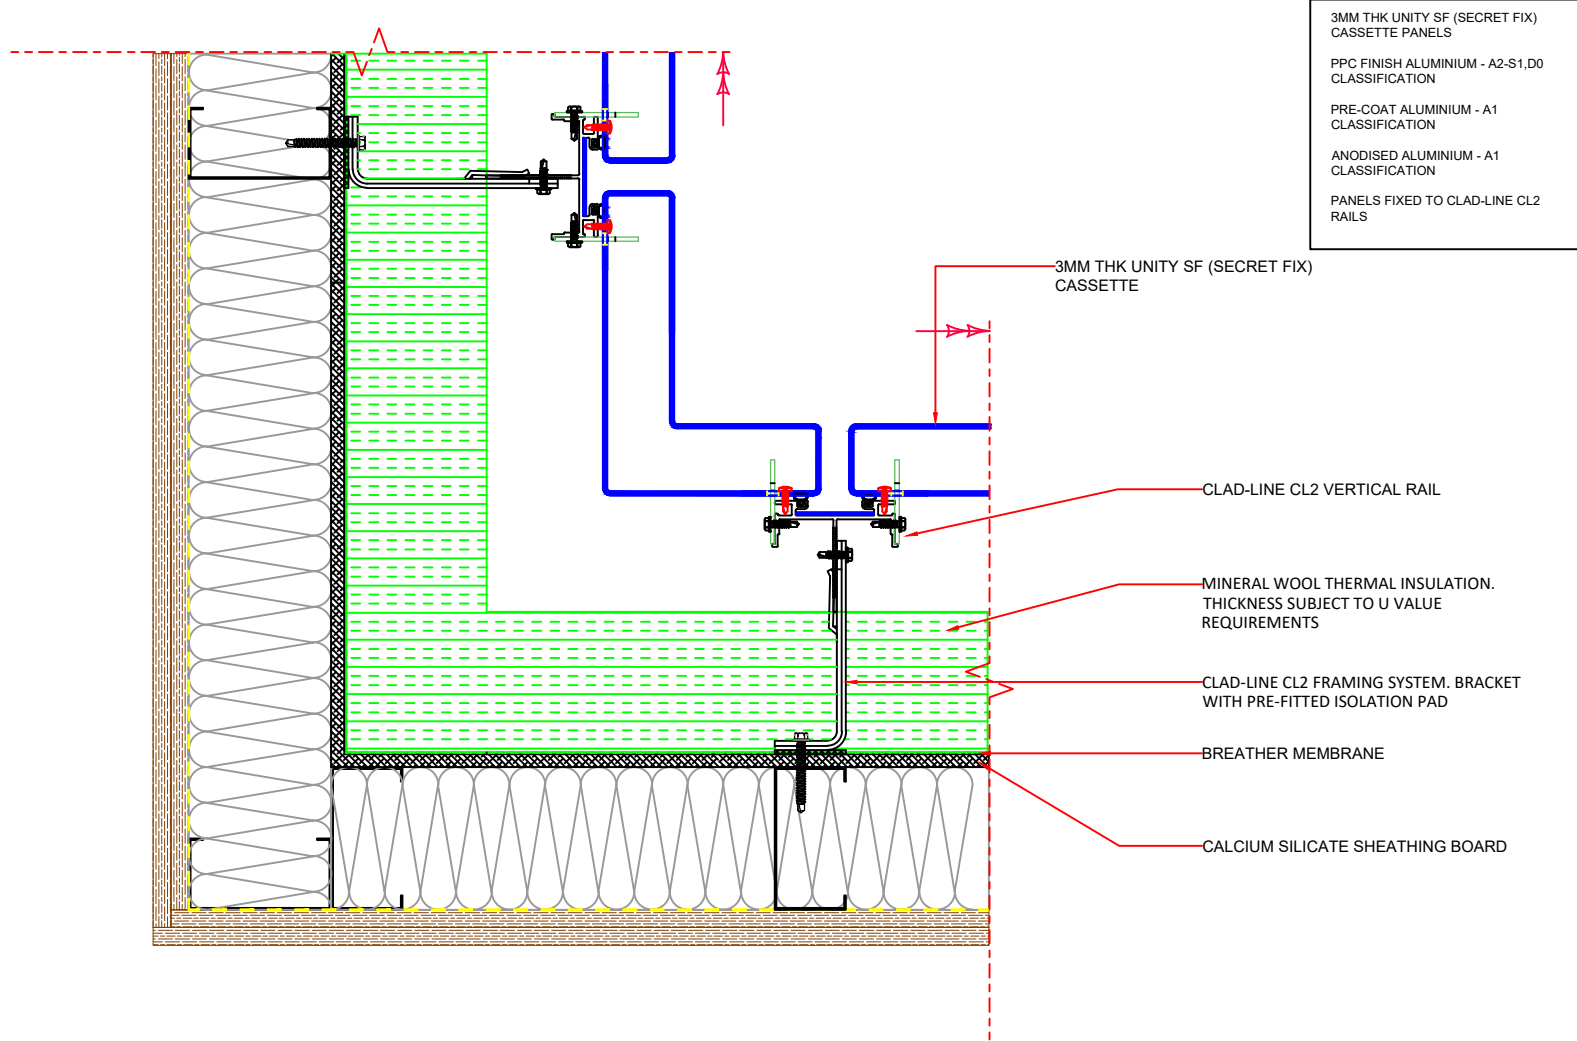 3MM THK UNITY SF (SECRET FIX)
CASSETTE PANELS
PPC FINISH ALUMINIUM - A2-S1,D0
CLASSIFICATION
PRE-COAT ALUMINIUM - A1
CLASSIFICATION
ANODISED ALUMINIUM - A1
CLASSIFICATION
PANELS FIXED TO CLAD-LINE CL2
RAILS
3MM THK UNITY SF (SECRET FIX)
CASSETTE
CLAD-LINE CL2 VERTICAL RAIL
MINERAL WOOL THERMAL INSULATION.
THICKNESS SUBJECT TO U VALUE
REQUIREMENTS
CLAD-LINE CL2 FRAMING SYSTEM. BRACKET
WITH PRE-FITTED ISOLATION PAD
BREATHER MEMBRANE
CALCIUM SILICATE SHEATHING BOARD